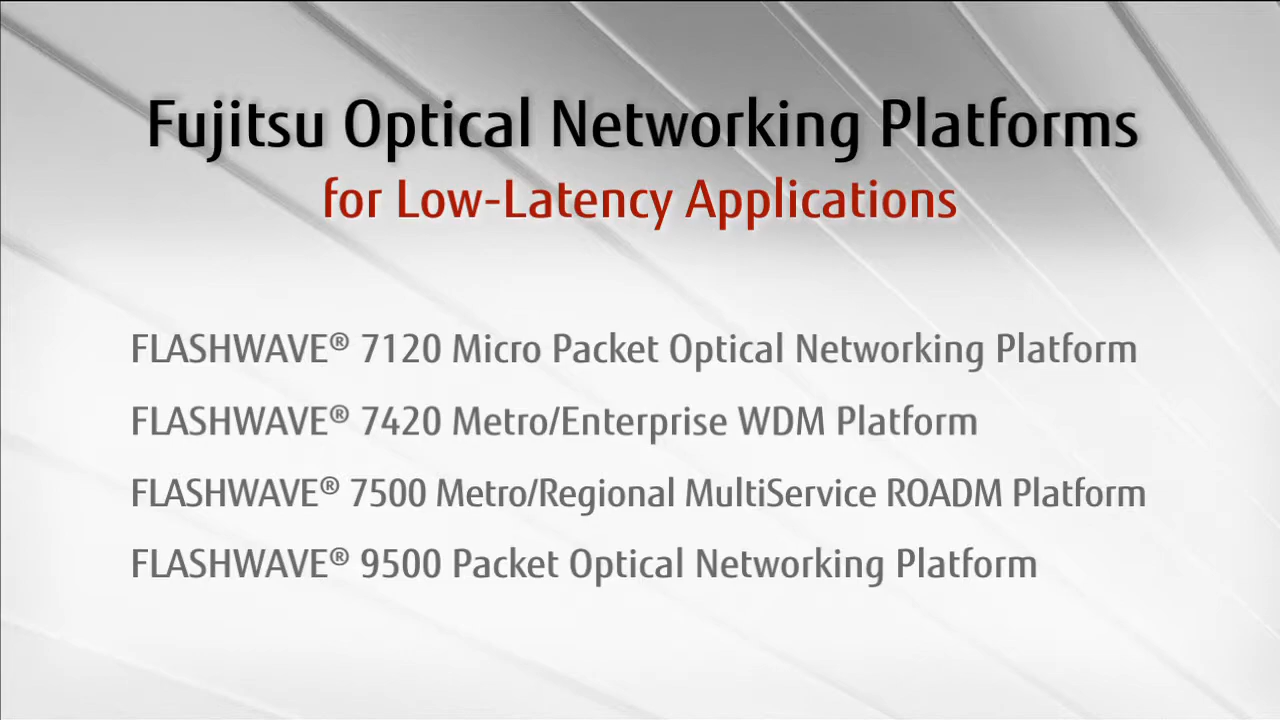 Fujitsu Optical Networking Platforms
for Low-Latency Applications
FLASHWAVE® 7120 Micro Packet Optical Networking Platform
FLASHWAVE® 7420 Metro/Enterprise WDM Platform
FLASHWAVE® 7500 Metro/Regional MultiService ROADM Platform
FLASHWAVE® 9500 Packet Optical Networking Platform